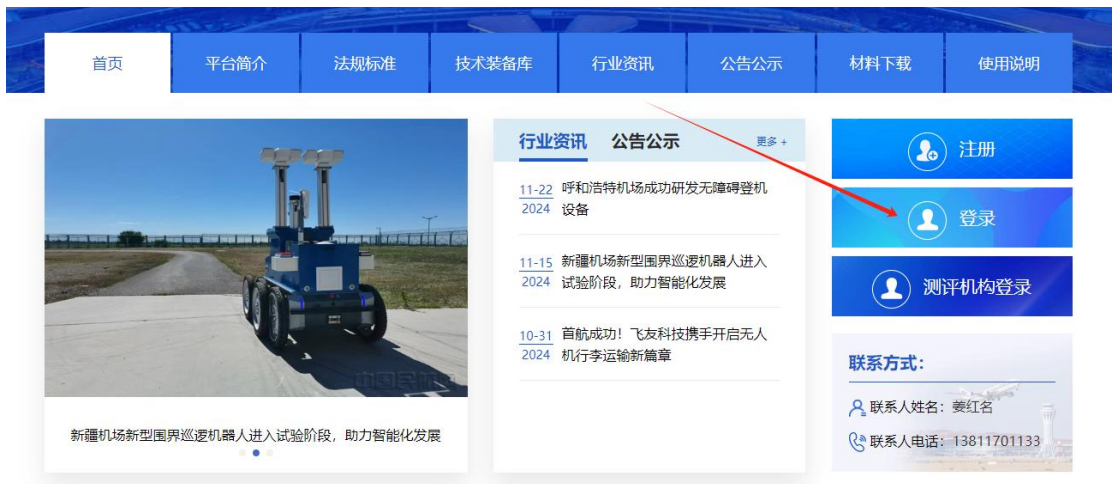 首页
平台简介
法规标准
技术装备库
行业资讯
公告公示
材料下载
使用说明
新疆机场新型围界巡逻机器人进入试验阶段，助力智能化发展
行业资讯 公告公示 更多 +
11-22 呼和浩特机场成功研发无障碍登机
2024 设备
11-15 新疆机场新型围界巡逻机器人进入
2024 试验阶段，助力智能化发展
10-31 首航成功！飞友科技携手开启无人
2024 机行李运输新篇章
注册
登录
测评机构登录
联系方式：
联系人姓名：姜红名
联系人电话：13811701133